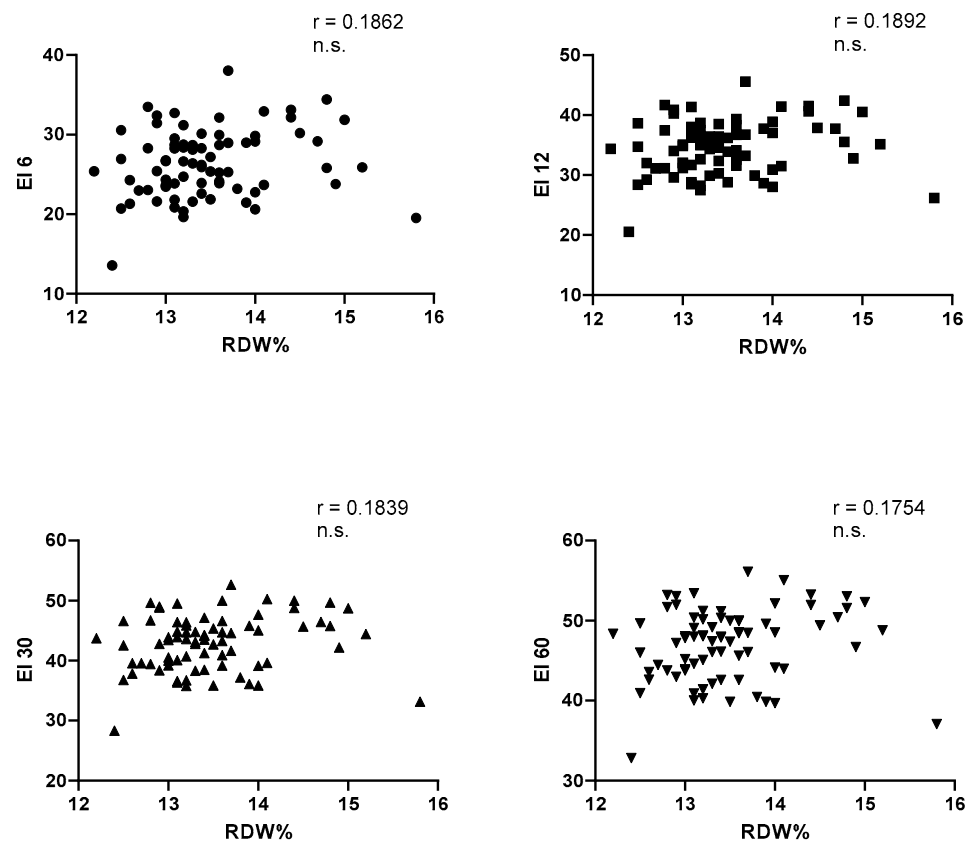 r = 0.1862
n.s.
40
30
20
10
EI 6
12 13 14 15 16
RDW%
r = 0.1892
n.s.
50
40
30
20
10
EI 12
12 13 14 15 16
RDW%
r = 0.1839
n.s.
60
50
40
30
20
EI 30
12 13 14 15 16
RDW%
r = 0.1754
n.s.
60
50
40
30
EI 60
12 13 14 15 16
RDW%